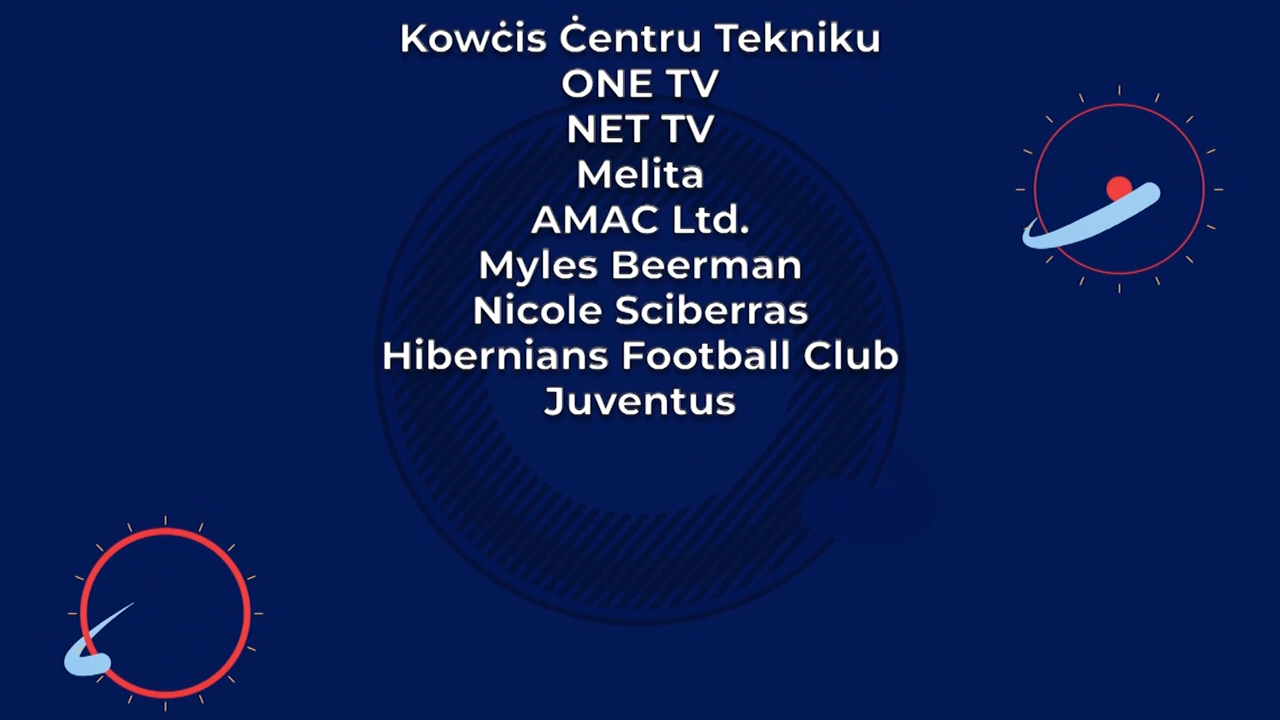 Kowċis Ċentru Tekniku
ONE TV
NET TV
Melita
AMAC Ltd.
Myles Beerman
Nicole Sciberras
Hibernians Football Club
Juventus